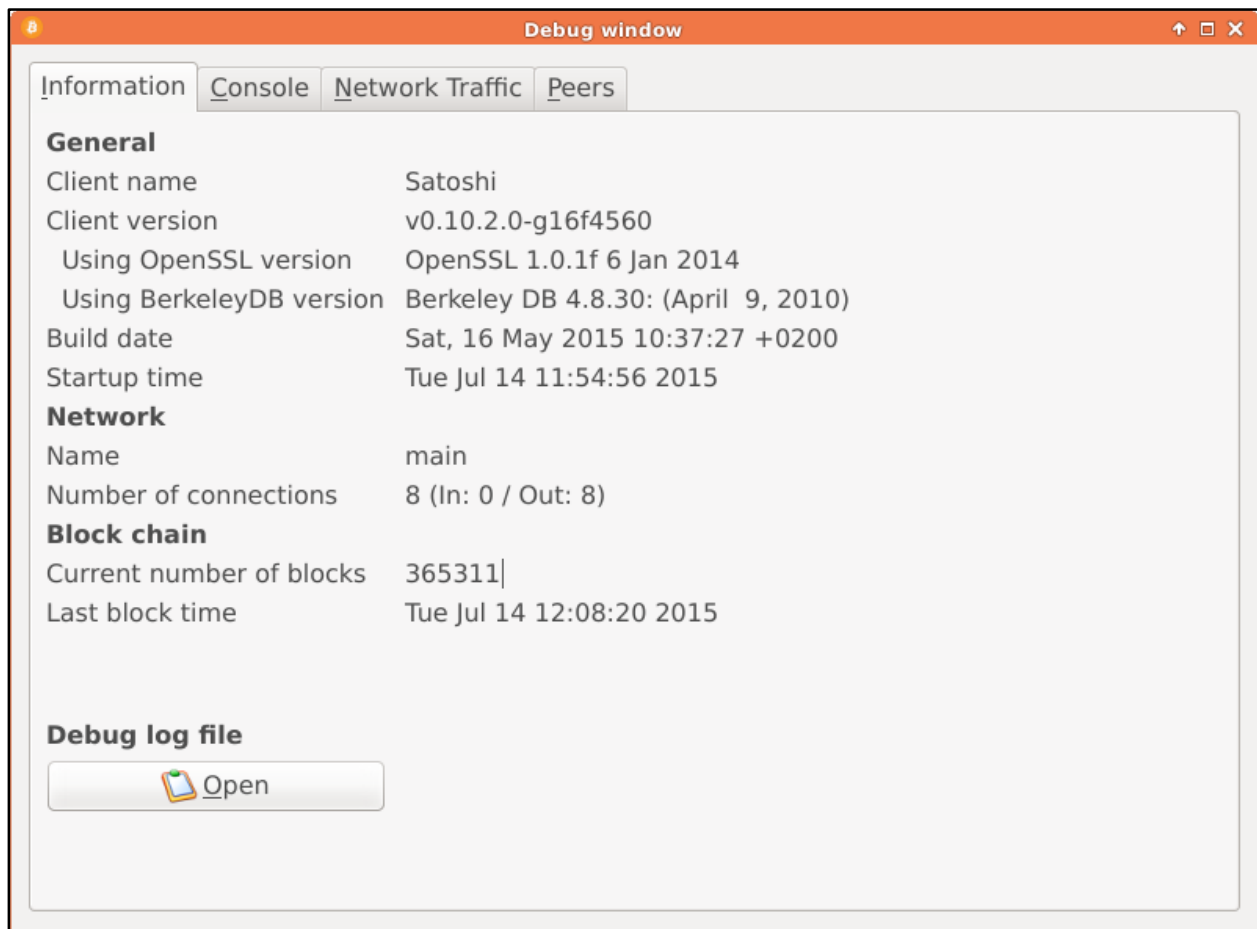 Debug window
Information Console Network Traffic Peers
General
Client name Satoshi
Client version v0.10.2.0-g16f4560
Using OpenSSL version OpenSSL 1.0.1f 6 Jan 2014
Using BerkeleyDB version Berkeley DB 4.8.30: (April  9, 2010)
Build date Sat, 16 May 2015 10:37:27 +0200
Startup time Tue Jul 14 11:54:56 2015
Network
Name main
Number of connections 8 (In: 0 / Out: 8)
Block chain
Current number of blocks 365311
Last block time Tue Jul 14 12:08:20 2015
Debug log file
Open